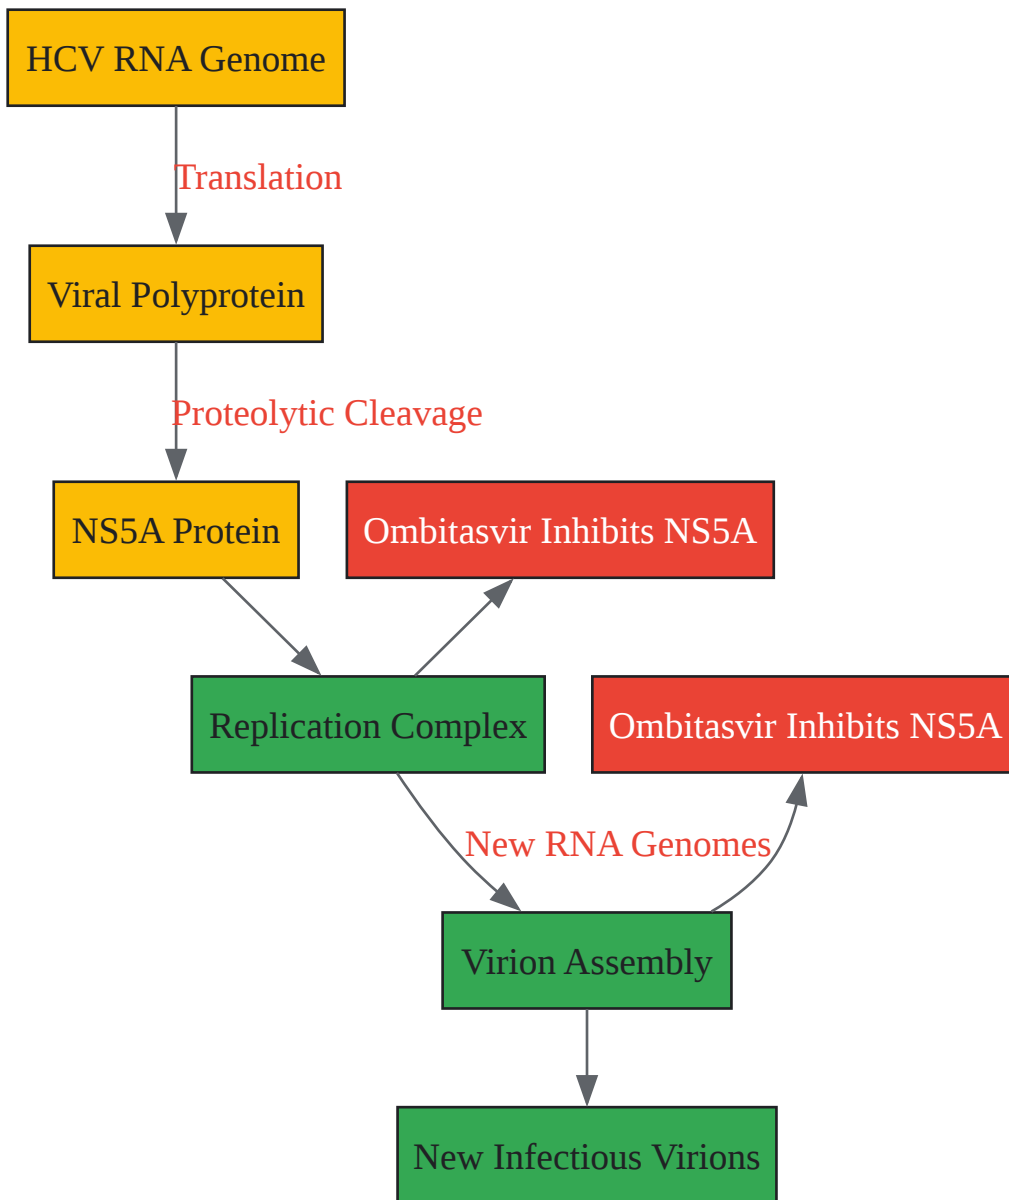 HCV RNA Genome
Translation
Viral Polyprotein
Proteolytic Cleavage
NS5A Protein
Ombitasvir Inhibits NS5A
Replication Complex
Ombitasvir Inhibits NS5A
New RNA Genomes
Virion Assembly
New Infectious Virions